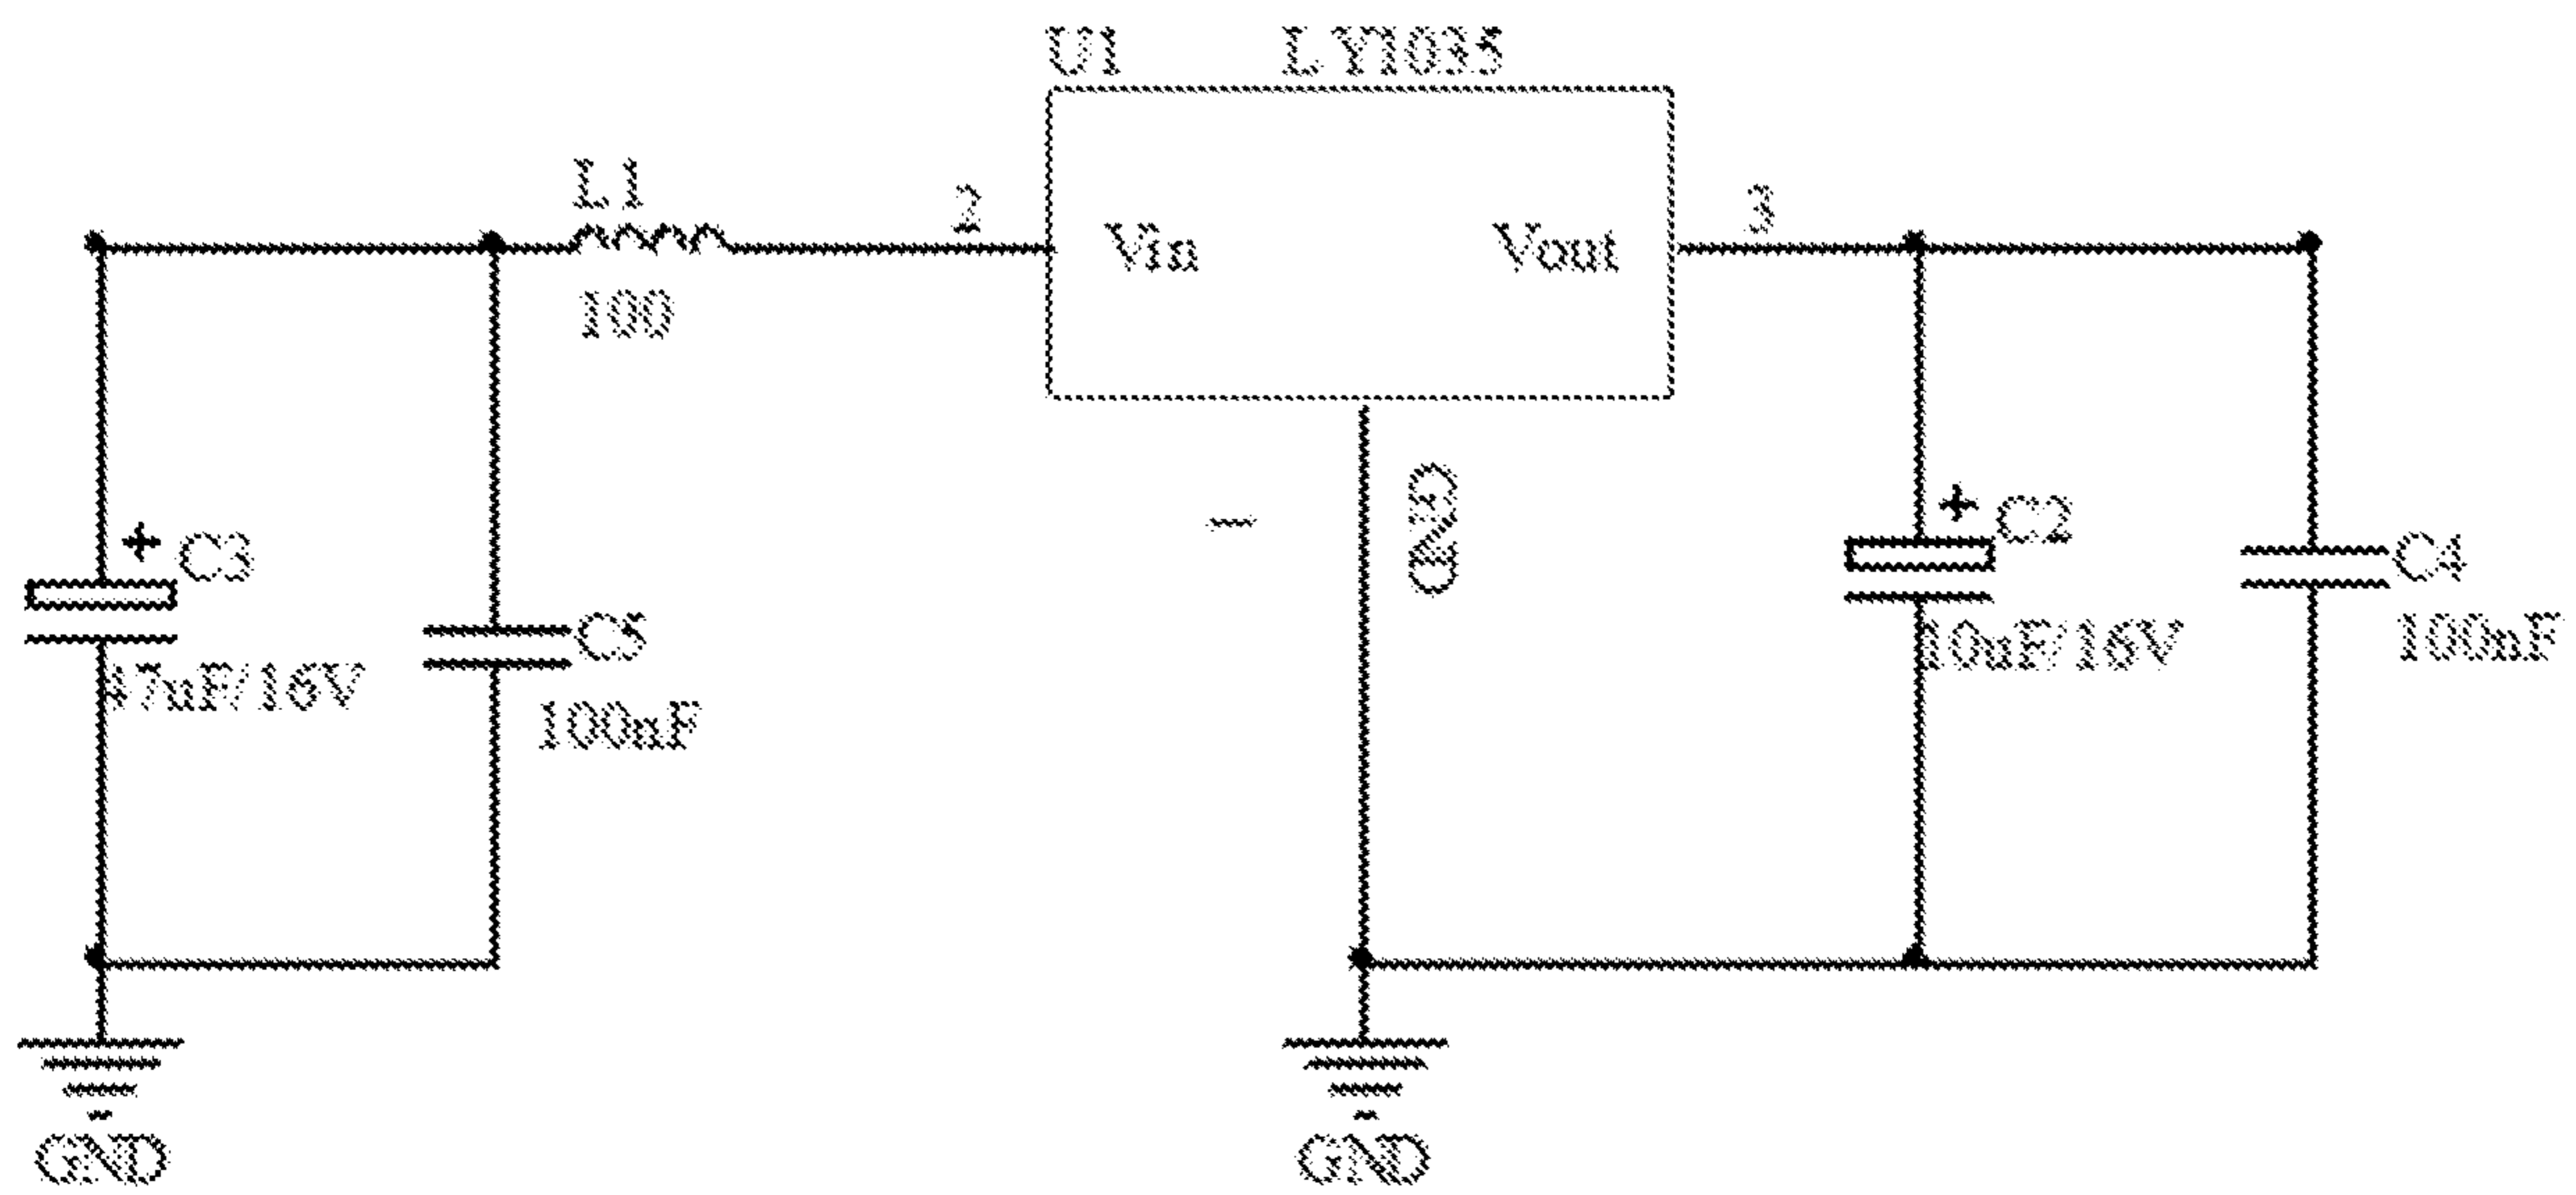 U1 LY1035
L1
2
3
Vin
Vout
100
1
GND
C3
47uF/16V
C5
100nF
C2
10uF/16V
C4
100nF
GND
GND